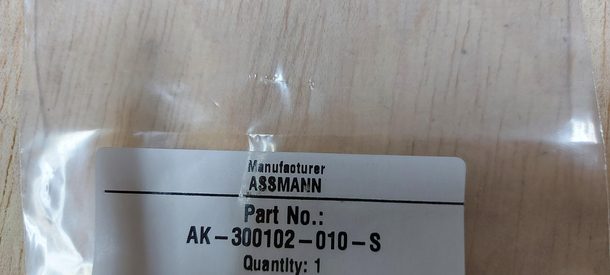 Manufacturer
ASSMANN
Part No.:
AK-300102-010-S
Quantity: 1